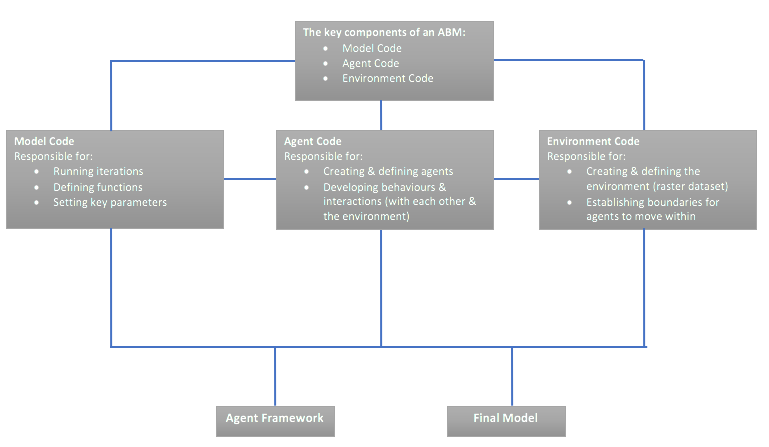 The key components of an ABM:
• Model Code
• Agent Code
• Environment Code
Model Code
Responsible for:
• Running iterations
• Defining functions
• Setting key parameters
Agent Code
Responsible for:
• Creating & defining agents
• Developing behaviours &
interactions (with each other &
the environment)
Environment Code
Responsible for:
• Creating & defining the
environment (raster dataset)
• Establishing boundaries for
agents to move within
Agent Framework
Final Model